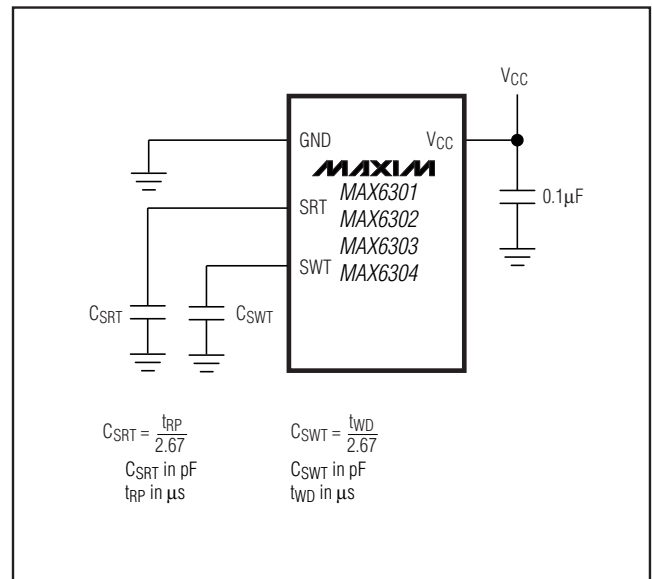 VCC
GND VCC
MAXIM
SRT MAX6301
MAX6302
MAX6303
SWT MAX6304
0.1µF
CSRT CSWT
CSRT = tRP/2.67 CSWT = tWD/2.67
CSRT in pF CSWT in pF
tRP in µs tWD in µs